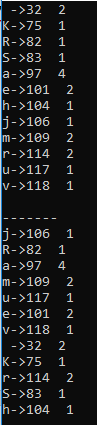 ->32  2
K->75  1
R->82  1
S->83  1
a->97  4
e->101  2
h->104  1
j->106  1
m->109  2
r->114  2
u->117  1
v->118  1
-------
j->106  1
R->82  1
a->97  4
m->109  2
u->117  1
e->101  2
v->118  1
 ->32  2
K->75  1
r->114  2
S->83  1
h->104  1